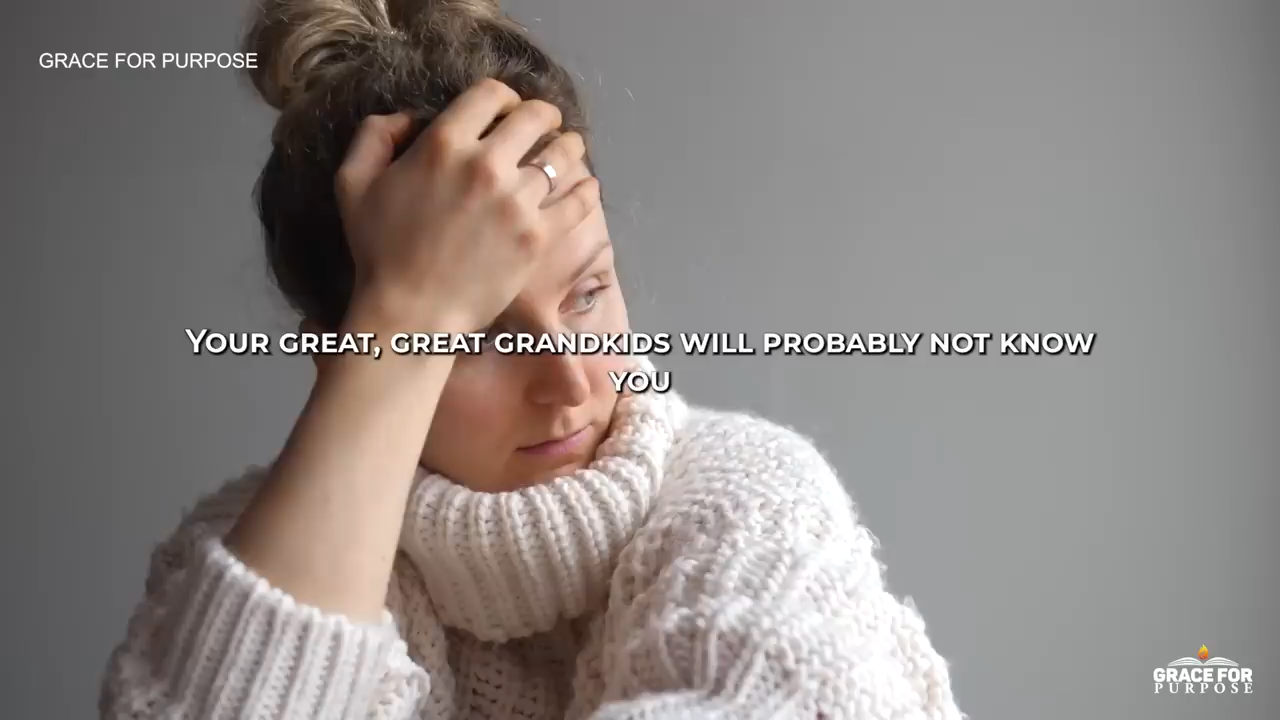 GRACE FOR PURPOSE
YOUR GREAT, GREAT GRANDKIDS WILL PROBABLY NOT KNOW
YOU
GRACE FOR
PURPOSE